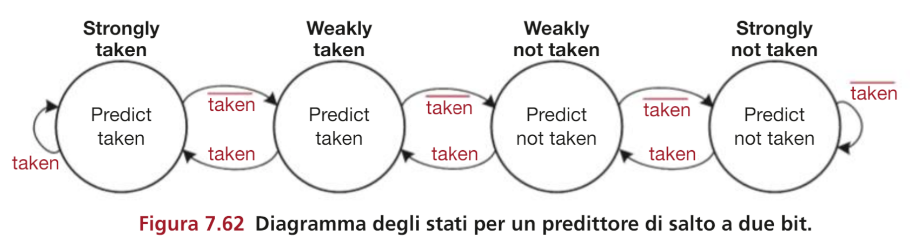 Strongly
taken
Weakly
taken
Weakly
not taken
Strongly
not taken
Predict
taken
Predict
taken
Predict
not taken
Predict
not taken
taken
taken
taken
taken
taken
taken
taken
taken
Figura 7.62 Diagramma degli stati per un predittore di salto a due bit.